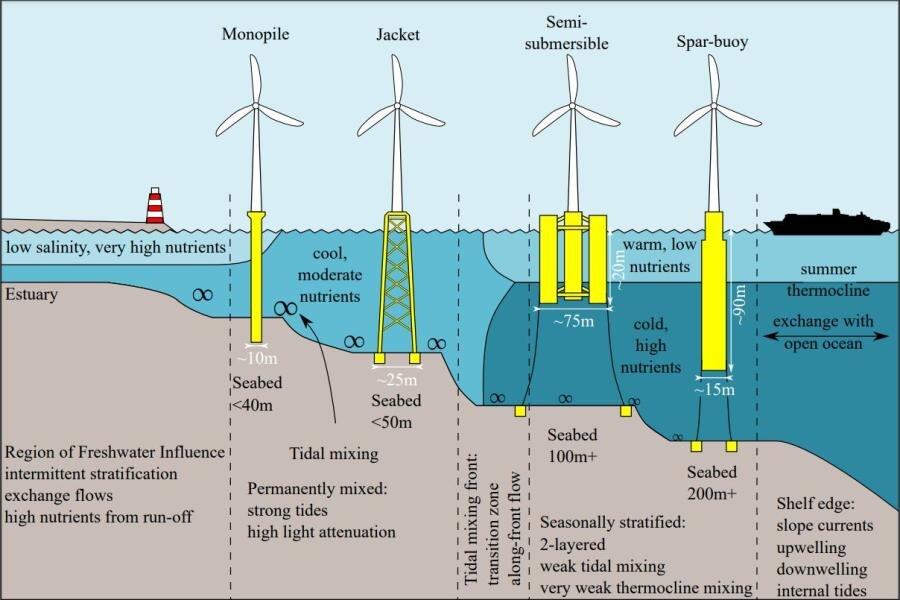 Monopile
Jacket
Semi-
submersible
Spar-buoy
low salinity, very high nutrients
cool,
moderate
nutrients
warm, low
nutrients
summer
thermocline
Estuary
~20m
~90m
~75m
cold,
high
nutrients
exchange with
open ocean
~10m
~25m
~15m
Seabed
<40m
Seabed
<50m
Seabed
100m+
Seabed
200m+
Region of Freshwater Influence
intermittent stratification
exchange flows
high nutrients from run-off
Tidal mixing
Permanently mixed:
strong tides
high light attenuation
Tidal mixing front:
transition zone
along-front flow
Seasonally stratified:
2-layered
weak tidal mixing
very weak thermocline mixing
Shelf edge:
slope currents
upwelling
downwelling
internal tides